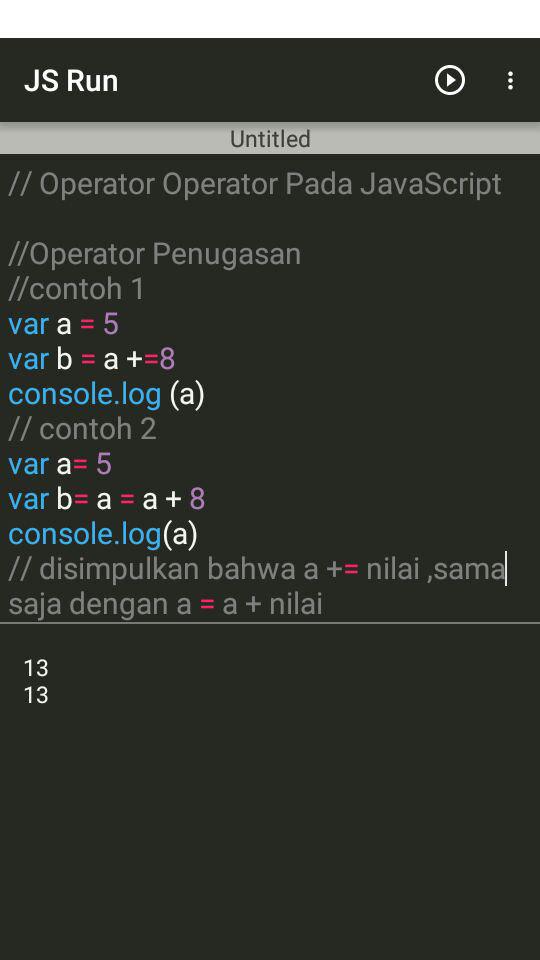 JS Run
Untitled
// Operator Operator Pada JavaScript
//Operator Penugasan
//contoh 1
var a = 5
var b = a +=8
console.log (a)
// contoh 2
var a= 5
var b= a = a + 8
console.log(a)
// disimpulkan bahwa a += nilai ,sama
saja dengan a = a + nilai
13
13